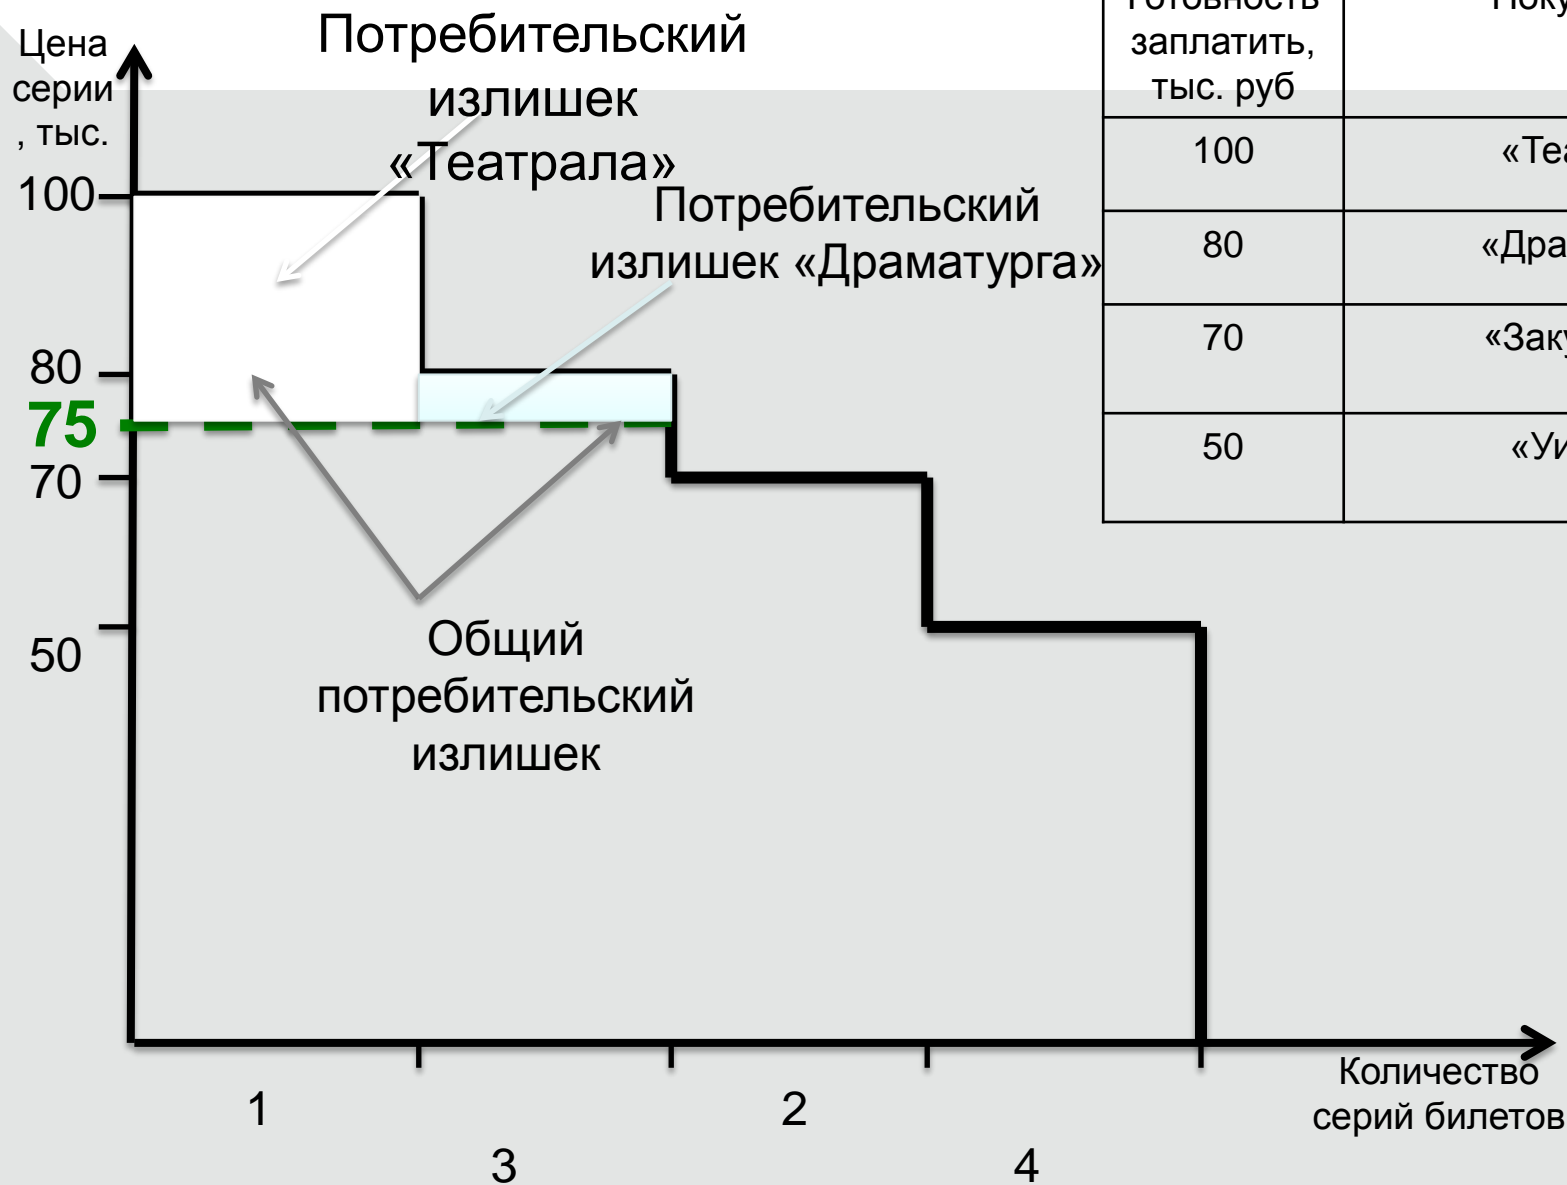 Цена
серии
, тыс.
Потребительский
излишек
«Театрала»
Потребительский
излишек «Драматурга»
100
80
75
70
50
Общий
потребительский
излишек
1
2
3
4
Количество
серий билетов
заплатить,
тыс. руб
100
80
70
50